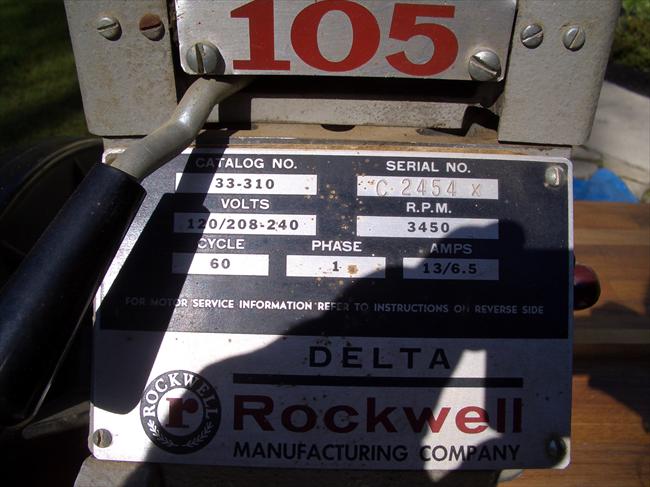 105
CATALOG NO. SERIAL NO.
33-310 C 2454 X
VOLTS R.P.M.
120/208-240 3450
CYCLE PHASE AMPS
60 1 13/6.5
FOR MOTOR SERVICE INFORMATION REFER TO INSTRUCTIONS ON REVERSE SIDE
DELTA
ROCKWELL
r
Rockwell
MANUFACTURING COMPANY